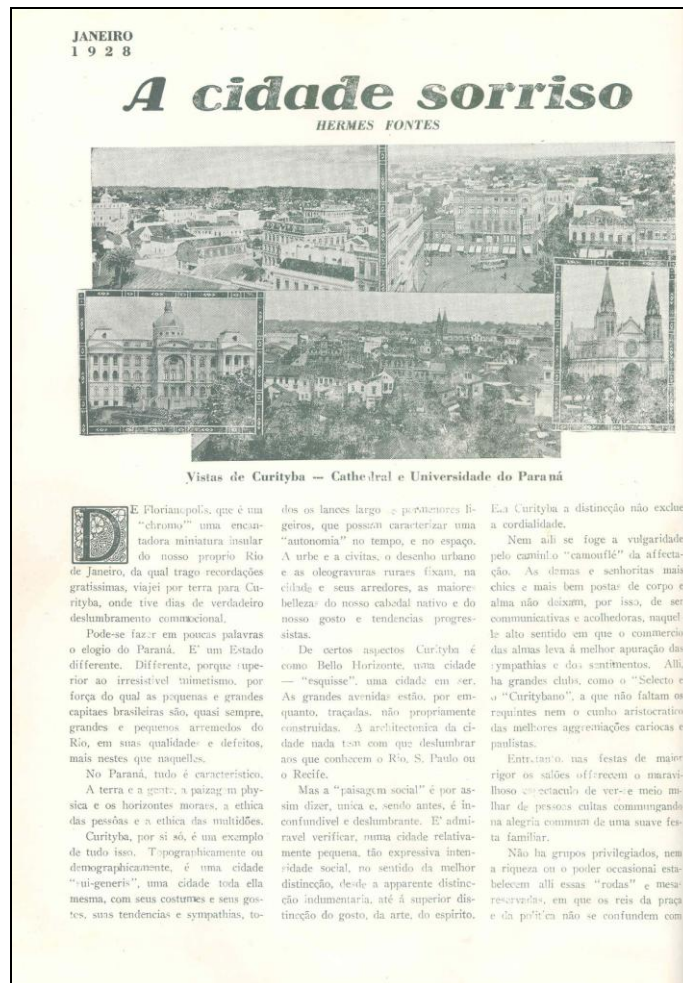 JANEIRO
1928
A cidade sorriso
HERMES FONTES
Vistas de Curityba — Cathedral e Universidade do Paraná
DE Florianopolis, que é um
"chromo" uma encan-
tadora miniatura insular
do nosso proprio Rio
de Janeiro, da qual trago recordações
gratissimas, viajei por terra para Cu-
rityba, onde tive dias de verdadeiro
deslumbramento commocional.
Pode-se fazer em poucas palavras
o elogio do Paraná. E' um Estado
differente. Differente, porque supe-
rior ao irresistivel mimetismo, por
força do qual as pequenas e grandes
capitaes brasileiras são, quasi sempre,
grandes e pequenos arremedos do
Rio, em suas qualidades e defeitos,
mais nestes que naquelles.
No Paraná, tudo é caracteristico.
A terra e a gente, a paizagem phy-
sica e os horizontes moraes, a ethica
das pessôas e a ethica das multidões.
Curityba, por si só, é um exemplo
de tudo isso. Topographicamente ou
demographicamente, é uma cidade
"sui-generis", uma cidade toda ella
mesma, com seus costumes e seus gos-
tos, suas tendencias e sympathias, to-
dos os lances largo e pormenores li-
geiros, que possam caracterizar uma
"autonomia" no tempo, e no espaço.
A urbe e a civitas, o desenho urbano
e as oleogravuras ruraes fixam, na
cidade e seus arredores, as maiores
bellezas do nosso cabedal nativo e do
nosso gosto e tendencias progres-
sistas.
De certos aspectos Curityba é
como Bello Horizonte, uma cidade
— "esquisse", uma cidade em ser.
As grandes avenidas estão, por em-
quanto, traçadas, não propriamente
construidas. A architectonica da ci-
dade nada tem com que deslumbrar
aos que conhecem o Rio, S. Paulo ou
o Recife.
Mas a "paisagem social" é por as-
sim dizer, unica e, sendo antes, é in-
confundivel e deslumbrante. E' admi-
ravel verificar, numa cidade relativa-
mente pequena, tão expressiva inten-
sidade social, no sentido da melhor
distincção, desde a apparente distinc-
ção indumentaria, até á superior dis-
tincção do gosto, da arte, do espirito.
Em Curityba a distincção não exclue
a cordialidade.
Nem alli se foge a vulgaridade
pelo caminho "camouflé" da affecta-
ção. As damas e senhoritas mais
chics e mais bem postas de corpo e
alma não deixam, por isso, de ser
communicativas e acolhedoras, naquel-
le alto sentido em que o commercio
das almas leva á melhor apuração das
sympathias e dos sentimentos. Alli,
ha grandes clubs, como o "Selecto e
o "Curitybano", a que não faltam os
requintes nem o cunho aristocratico
das melhores aggremiações cariocas e
paulistas.
Entretanto, nas festas de maior
rigor os salões offerecem o maravi-
lhoso espectaculo de ver-se meio mi-
lhar de pessoas cultas commungando
na alegria commum de uma suave fes-
ta familiar.
Não ha grupos privilegiados, nem
a riqueza ou o poder occasional esta-
belecem alli essas "rodas" e mesas
reservadas, em que os reis da praça
e da politica não se confundem com